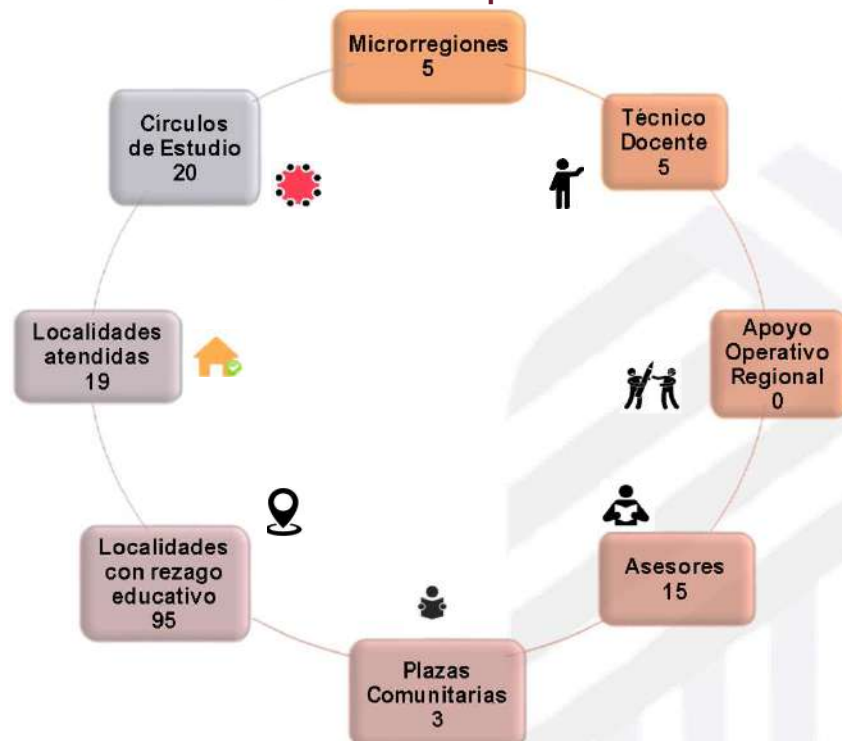 Microrregiones
5
Técnico
Docente
5
Apoyo
Operativo
Regional
0
Asesores
15
Plazas
Comunitarias
3
Localidades
con rezago
educativo
95
Localidades
atendidas
19
Círculos
de Estudio
20